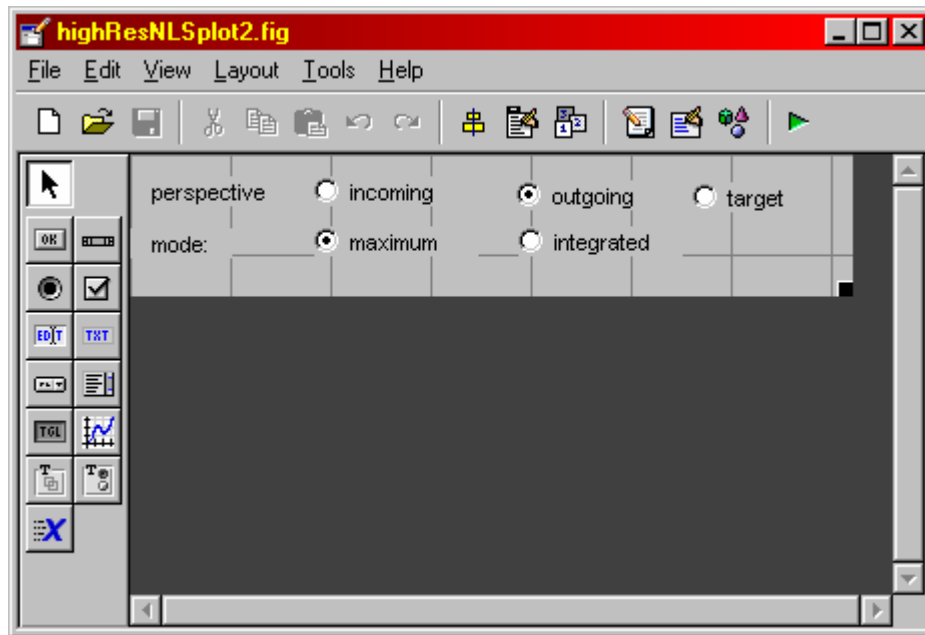 highResNLSplot2.fig
File Edit View Layout Tools Help
perspective incoming outgoing target
mode: maximum integrated
OK
EDIT TXT
TGL
T T
X